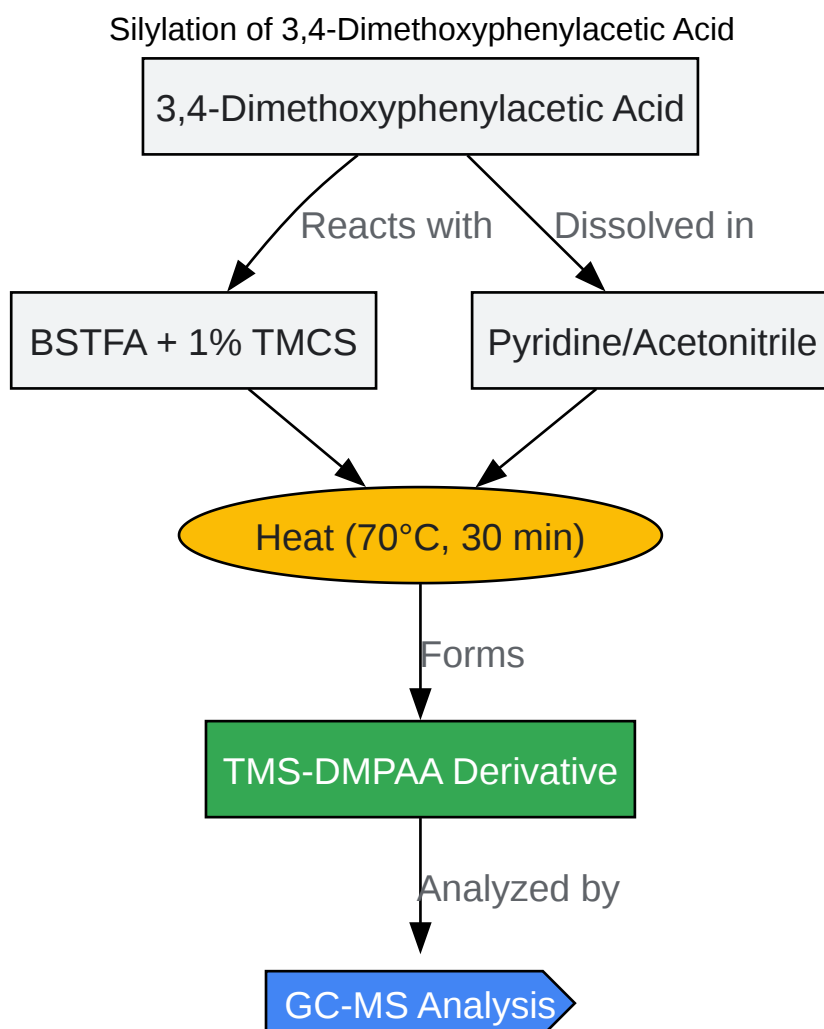 Silylation of 3,4-Dimethoxyphenylacetic Acid
3,4-Dimethoxyphenylacetic Acid
Reacts with
Dissolved in
BSTFA + 1% TMCS
Pyridine/Acetonitrile
Heat (70°C, 30 min)
Forms
TMS-DMPAA Derivative
Analyzed by
GC-MS Analysis